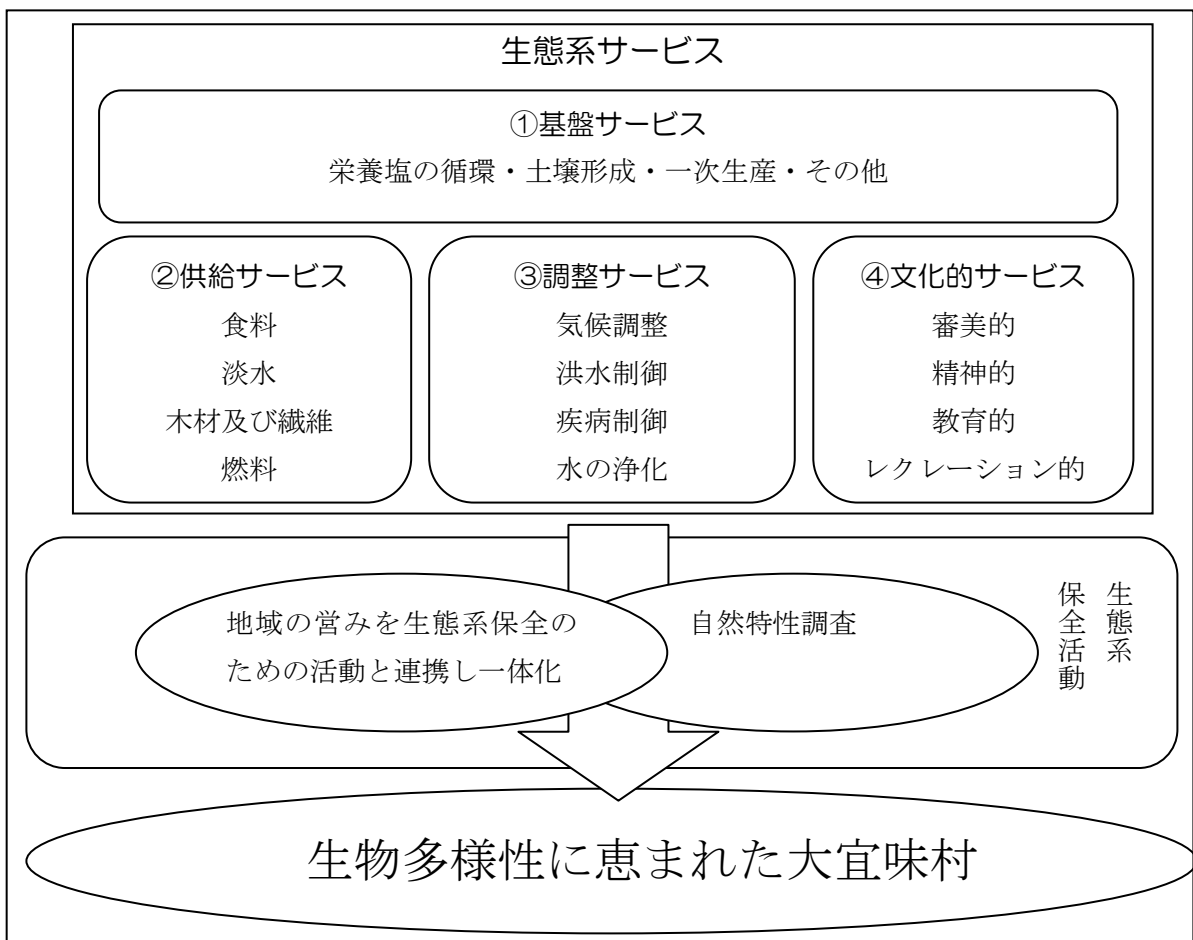 生態系サービス
①基盤サービス
栄養塩の循環・土壌形成・一次生産・その他
②供給サービス
食料
淡水
木材及び繊維
燃料
③調整サービス
気候調整
洪水制御
疾病制御
水の浄化
④文化的サービス
審美的
精神的
教育的
レクレーション的
地域の営みを生態系保全の
ための活動と連携し一体化
自然特性調査
生態系
保全活動
生物多様性に恵まれた大宜味村